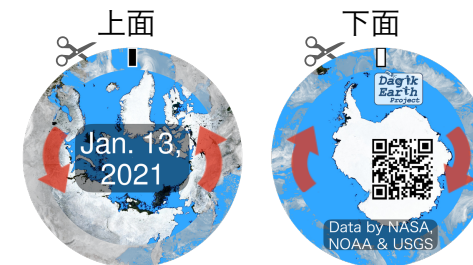 上面
下面
Jan. 13,
2021
Dagik
Earth
Project
Data by NASA,
NOAA & USGS